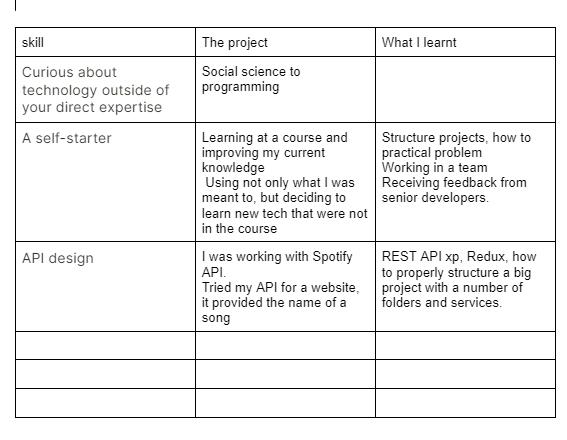 skill
The project
What I learnt
Curious about
technology outside of
your direct expertise
Social science to
programming
A self-starter
Learning at a course and
improving my current
knowledge
Using not only what I was
meant to, but deciding to
learn new tech that were not
in the course
Structure projects, how to
practical problem
Working in a team
Receiving feedback from
senior developers.
API design
I was working with Spotify
API.
Tried my API for a website,
it provided the name of a
song
REST API xp, Redux, how
to properly structure a big
project with a number of
folders and services.